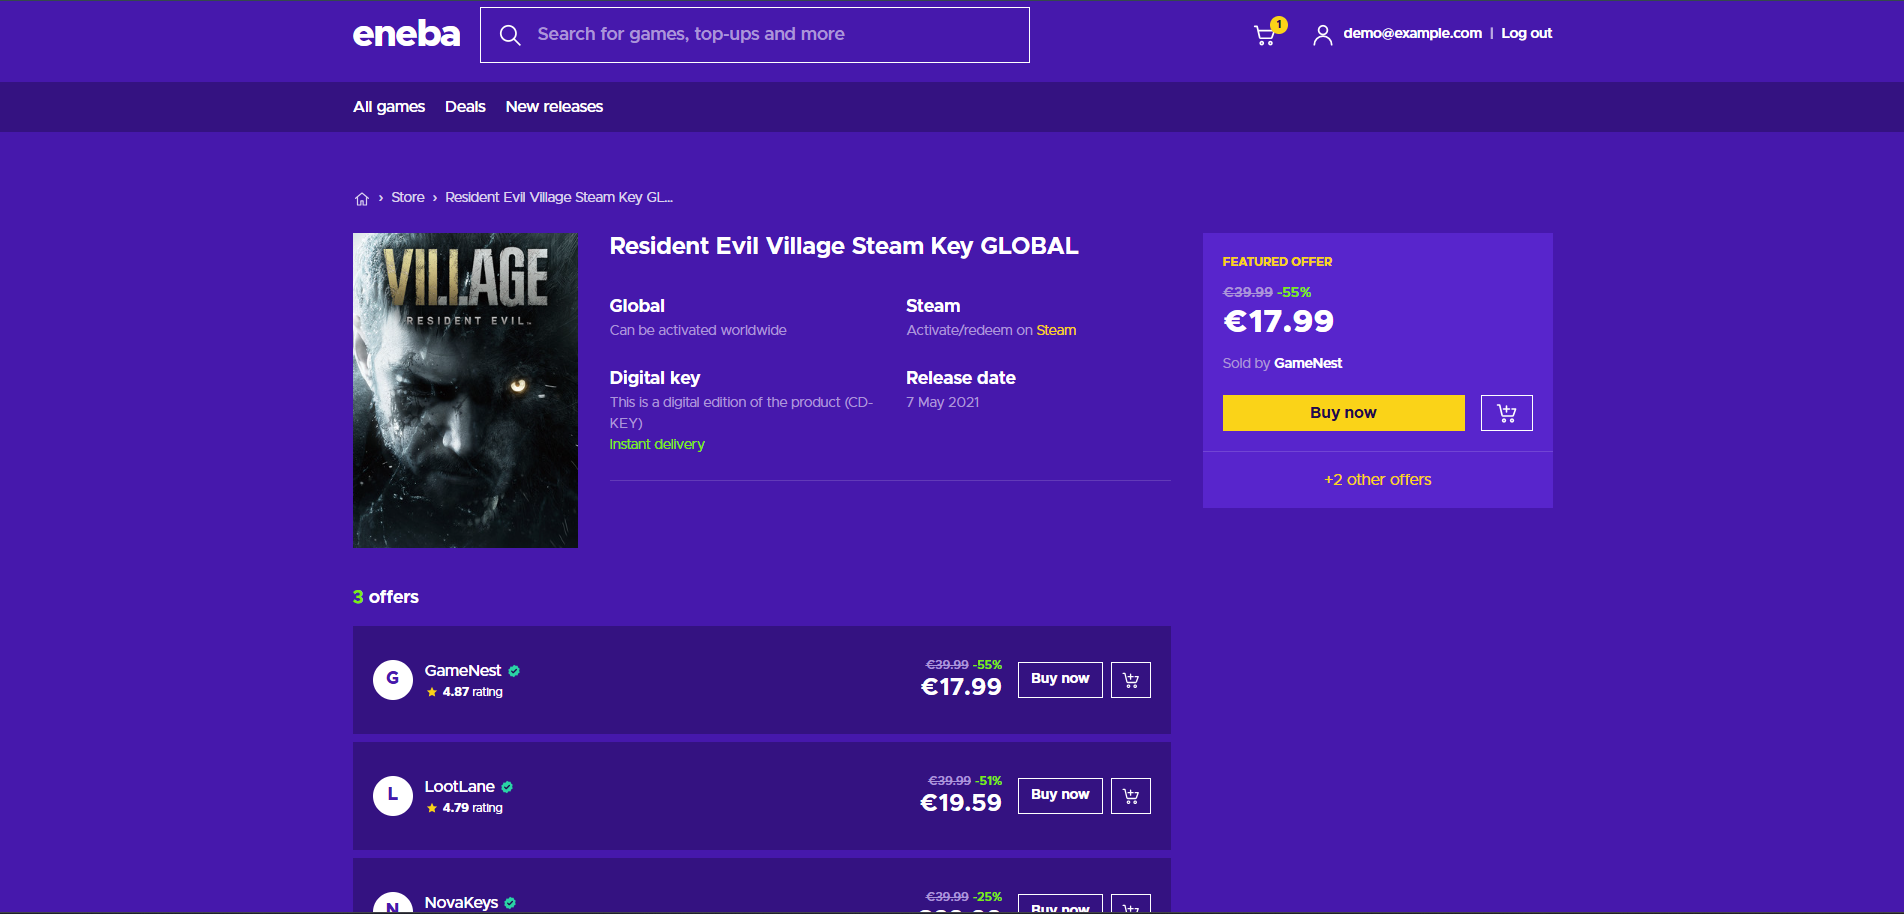 eneba
Search for games, top-ups and more
1
demo@example.com | Log out
All games Deals New releases
› Store › Resident Evil Village Steam Key GL...
VILLAGE
RESIDENT EVIL
Resident Evil Village Steam Key GLOBAL
Global
Can be activated worldwide
Steam
Activate/redeem on Steam
Digital key
This is a digital edition of the product (CD-
KEY)
Instant delivery
Release date
7 May 2021
FEATURED OFFER
€39.99 -55%
€17.99
Sold by GameNest
Buy now
+2 other offers
3 offers
G
GameNest
4.87 rating
€39.99 -55%
€17.99
Buy now
L
LootLane
4.79 rating
€39.99 -51%
€19.59
Buy now
N
NovaKeys
€39.99 -25%
Buy now